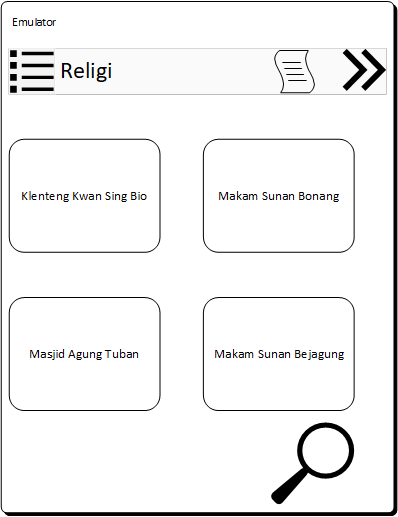 Emulator
Religi
Klenteng Kwan Sing Bio
Makam Sunan Bonang
Masjid Agung Tuban
Makam Sunan Bejagung